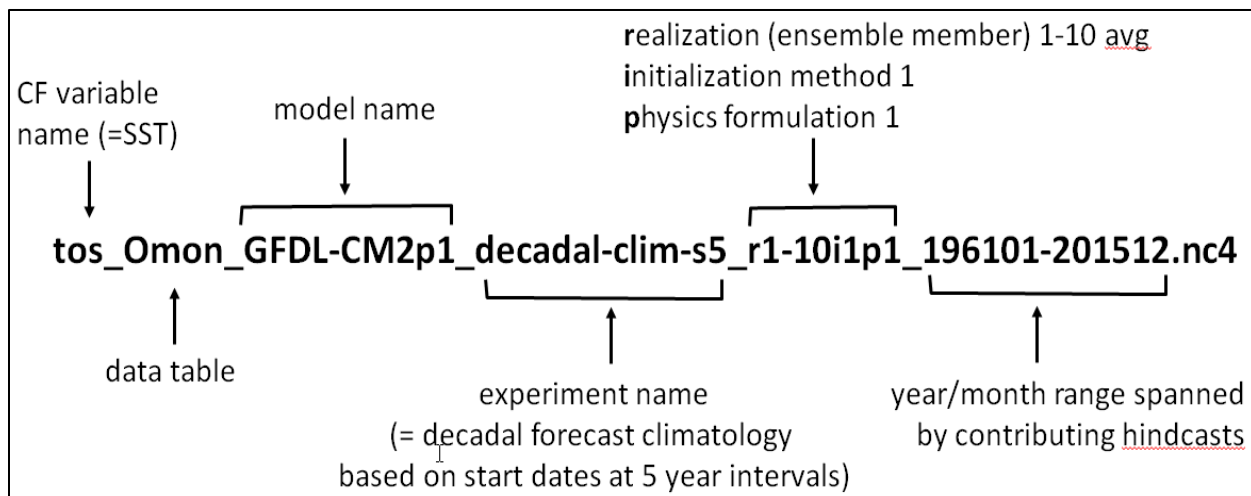 realization (ensemble member) 1-10 avg
initialization method 1
physics formulation 1
CF variable
name (=SST)
model name
tos_Omon_GFDL-CM2p1_decadal-clim-s5_r1-10i1p1_196101-201512.nc4
data table
experiment name
(= decadal forecast climatology
based on start dates at 5 year intervals)
year/month range spanned
by contributing hindcasts